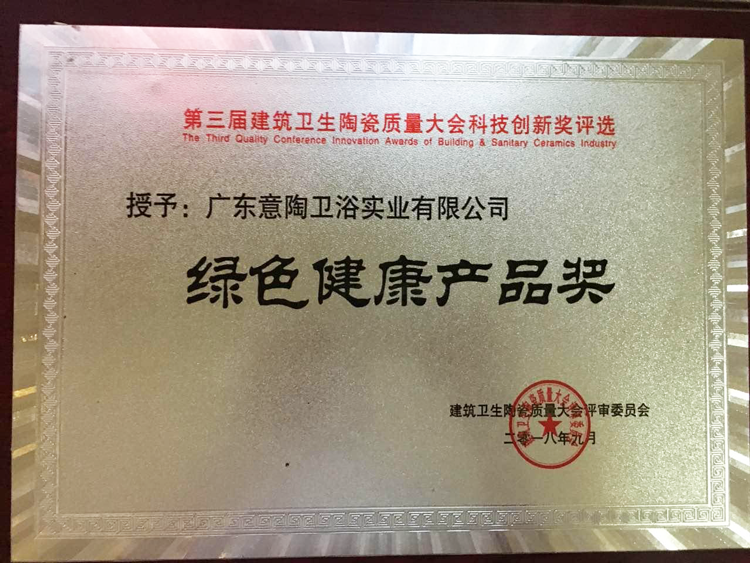 第三届建筑卫生陶瓷质量大会科技创新奖评选
The Third Quality Conference Innovation Awards of Building & Sanitary Ceramics Industry
授予：广东意陶卫浴实业有限公司
绿色健康产品奖
建筑卫生陶瓷质量大会评审委员会
二零一八年九月